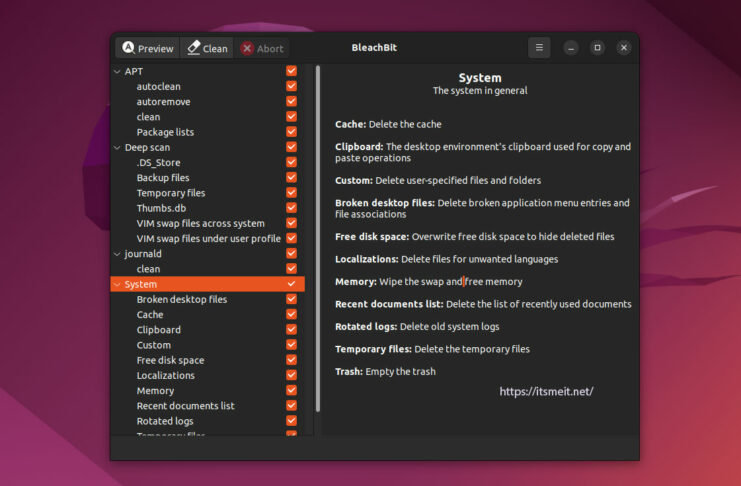 Preview
Clean
Abort
BleachBit
APT
autoclean
autoremove
clean
Package lists
Deep scan
.DS_Store
Backup files
Temporary files
Thumbs.db
VIM swap files across system
VIM swap files under user profile
journald
clean
System
Broken desktop files
Cache
Clipboard
Custom
Free disk space
Localizations
Memory
Recent documents list
Rotated logs
Temporary files
System
The system in general
Cache: Delete the cache
Clipboard: The desktop environment's clipboard used for copy and
paste operations
Custom: Delete user-specified files and folders
Broken desktop files: Delete broken application menu entries and
file associations
Free disk space: Overwrite free disk space to hide deleted files
Localizations: Delete files for unwanted languages
Memory: Wipe the swap and free memory
Recent documents list: Delete the list of recently used documents
Rotated logs: Delete old system logs
Temporary files: Delete the temporary files
Trash: Empty the trash
https://itsmeit.net/